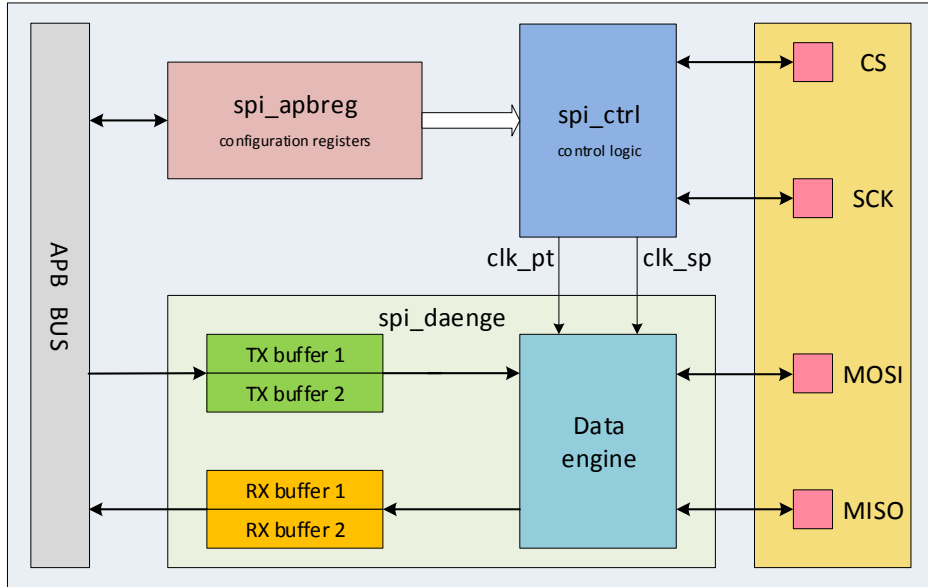 spi_apbreg
configuration registers
spi_ctrl
control logic
CS
SCK
clk_pt
clk_sp
APB BUS
spi_daenge
TX buffer 1
TX buffer 2
Data
engine
RX buffer 1
RX buffer 2
MOSI
MISO